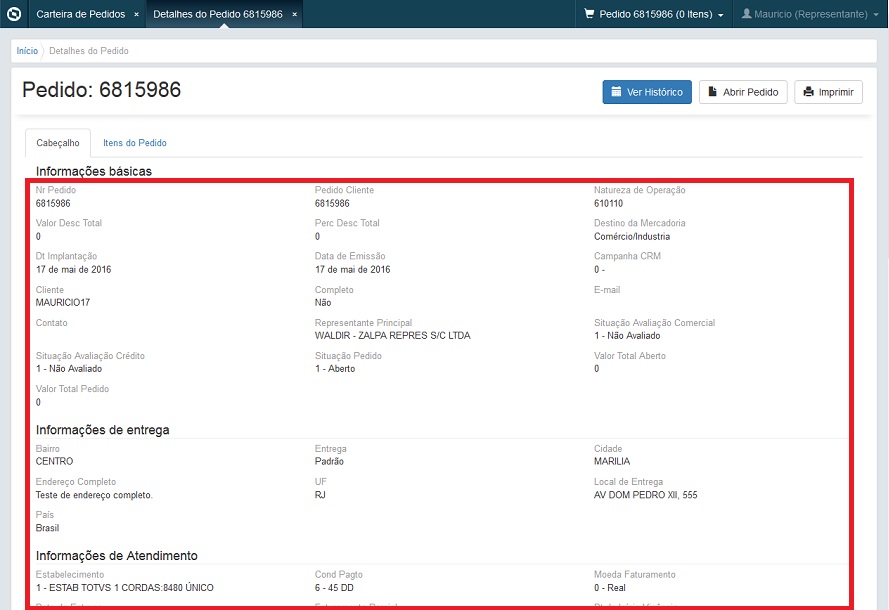 Carteira de Pedidos × Detalhes do Pedido 6815986 × Pedido 6815986 (0 Itens) Mauricio (Representante)
Início Detalhes do Pedido
Pedido: 6815986 Ver Histórico Abrir Pedido Imprimir
Cabeçalho Itens do Pedido
Informações básicas
Nr Pedido Pedido Cliente Natureza de Operação
6815986 6815986 610110
Valor Desc Total Perc Desc Total Destino da Mercadoria
0 0 Comércio/Industria
Dt Implantação Data de Emissão Campanha CRM
17 de mai de 2016 17 de mai de 2016 0 -
Cliente Completo E-mail
MAURICIO17 Não
Contato Representante Principal Situação Avaliação Comercial
WALDIR - ZALPA REPRES S/C LTDA 1 - Não Avaliado
Situação Avaliação Crédito Situação Pedido Valor Total Aberto
1 - Não Avaliado 1 - Aberto 0
Valor Total Pedido
0
Informações de entrega
Bairro Entrega Cidade
CENTRO Padrão MARILIA
Endereço Completo UF Local de Entrega
Teste de endereço completo. RJ AV DOM PEDRO XII, 555
País
Brasil
Informações de Atendimento
Estabelecimento Cond Pagto Moeda Faturamento
1 - ESTAB TOTVS 1 CORDAS:8480 ÚNICO 6 - 45 DD 0 - Real